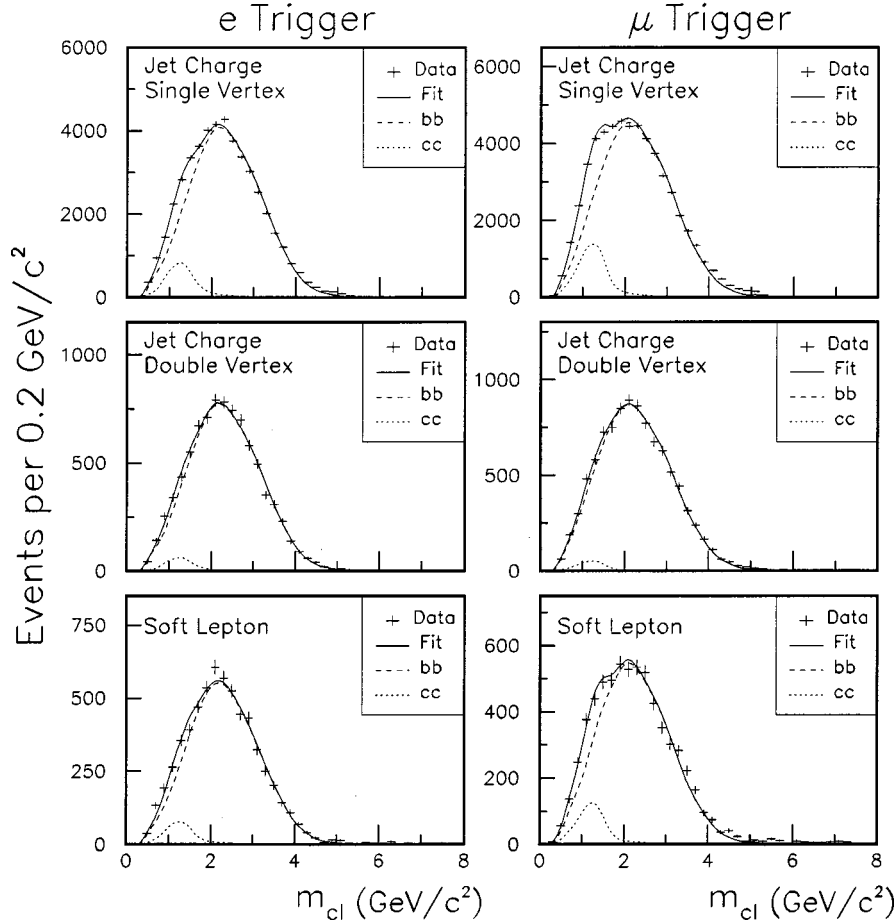 e Trigger
μ Trigger
Events per 0.2 GeV/c²
6000
4000
2000
0
Jet Charge
Single Vertex
Data
Fit
bb
cc
6000
4000
2000
0
Jet Charge
Single Vertex
Data
Fit
bb
cc
1000
750
500
250
0
Jet Charge
Double Vertex
Data
Fit
bb
cc
1000
750
500
250
0
Jet Charge
Double Vertex
Data
Fit
bb
cc
750
500
250
0
Soft Lepton
Data
Fit
bb
cc
600
400
200
0
Soft Lepton
Data
Fit
bb
cc
0 2 4 6 8
0 2 4 6 8
m_cl (GeV/c²)
m_cl (GeV/c²)